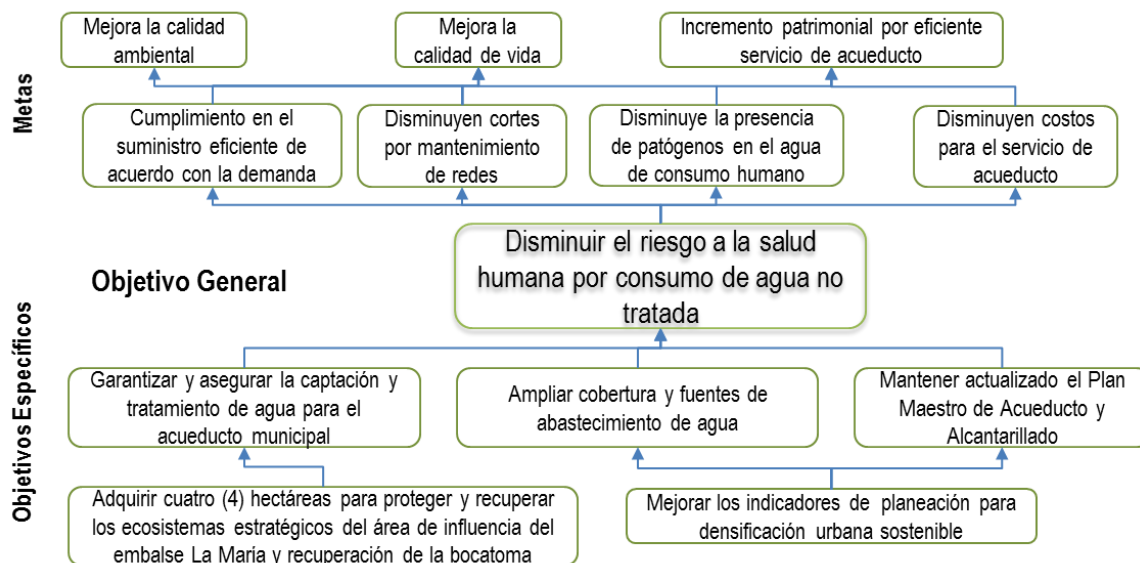 Metas
Mejora la calidad
ambiental
Mejora la
calidad de vida
Incremento patrimonial por eficiente
servicio de acueducto
Cumplimiento en el
suministro eficiente de
acuerdo con la demanda
Disminuyen cortes
por mantenimiento
de redes
Disminuye la presencia
de patógenos en el agua
de consumo humano
Disminuyen costos
para el servicio de
acueducto
Objetivo General
Disminuir el riesgo a la salud
humana por consumo de agua no
tratada
Objetivos Específicos
Garantizar y asegurar la captación y
tratamiento de agua para el
acueducto municipal
Ampliar cobertura y fuentes de
abastecimiento de agua
Mantener actualizado el Plan
Maestro de Acueducto y
Alcantarillado
Adquirir cuatro (4) hectáreas para proteger y recuperar
los ecosistemas estratégicos del área de influencia del
embalse La María y recuperación de la bocatoma
Mejorar los indicadores de planeación para
densificación urbana sostenible